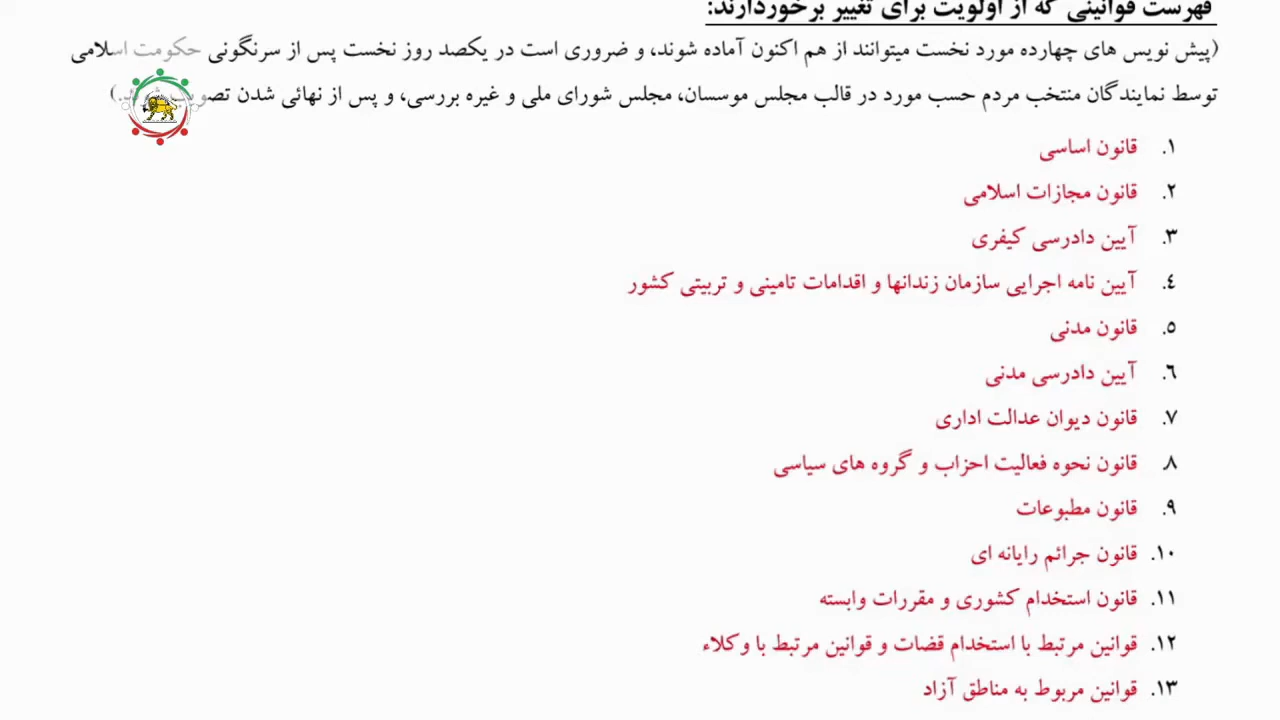 فهرست قوانینی که از اولویت برای تغییر برخوردارند:
(پیش نویس های چهارده مورد نخست میتوانند از هم اکنون آماده شوند، و ضروری است در یکصد روز نخست پس از سرنگونی حکومت اسلامی
توسط نمایندگان منتخب مردم حسب مورد در قالب مجلس موسسان، مجلس شورای ملی و غیره بررسی، و پس از نهائی شدن
۱. قانون اساسی
۲. قانون مجازات اسلامی
۳. آیین دادرسی کیفری
٤. آیین نامه اجرایی سازمان زندانها و اقدامات تامینی و تربیتی کشور
٥. قانون مدنی
٦. آیین دادرسی مدنی
۷. قانون دیوان عدالت اداری
۸. قانون نحوه فعالیت احزاب و گروه های سیاسی
۹. قانون مطبوعات
۱۰. قانون جرائم رایانه ای
۱۱. قانون استخدام کشوری و مقررات وابسته
۱۲. قوانین مرتبط با استخدام قضات و قوانین مرتبط با وکلاء
۱۳. قوانین مربوط به مناطق آزاد